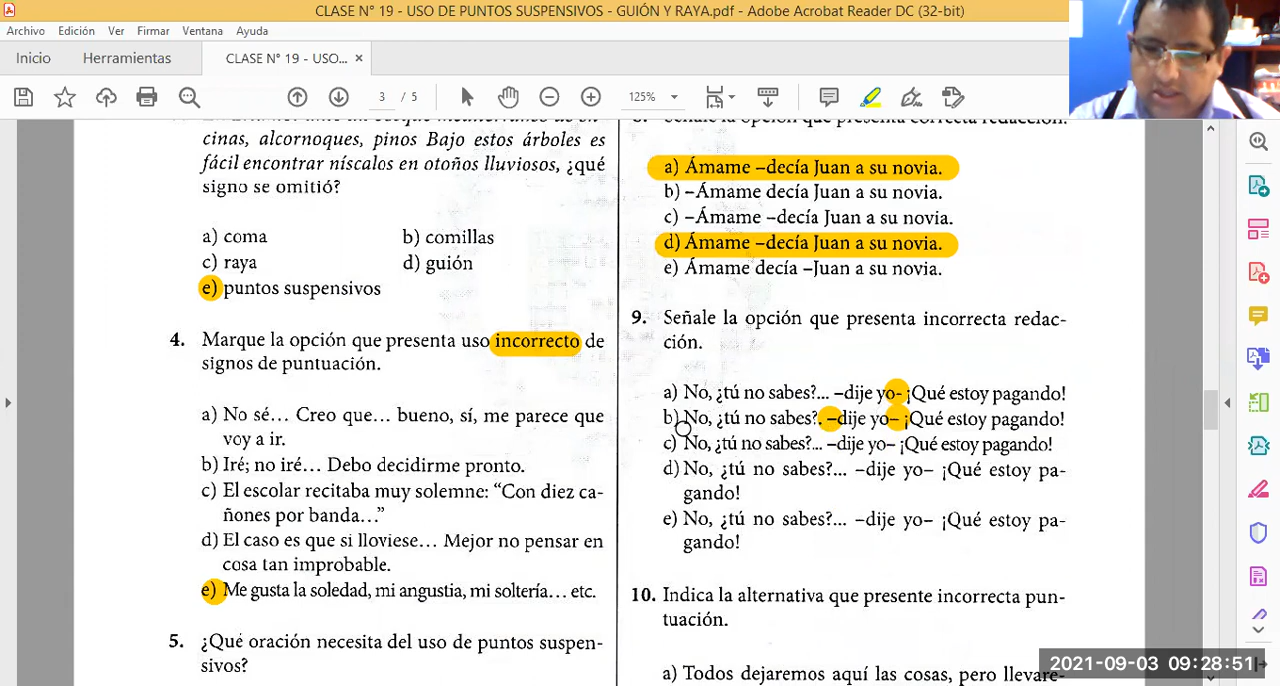 CLASE N° 19 - USO DE PUNTOS SUSPENSIVOS - GUIÓN Y RAYA.pdf - Adobe Acrobat Reader DC (32-bit)
Archivo Edición Ver Firmar Ventana Ayuda
Inicio Herramientas CLASE N° 19 - USO... ×
3 / 5 125%
cinas, alcornoques, pinos Bajo estos árboles es
fácil encontrar níscalos en otoños lluviosos, ¿qué
signo se omitió?
a) coma b) comillas
c) raya d) guión
e) puntos suspensivos
4. Marque la opción que presenta uso incorrecto de
signos de puntuación.
a) No sé... Creo que... bueno, sí, me parece que
voy a ir.
b) Iré; no iré... Debo decidirme pronto.
c) El escolar recitaba muy solemne: “Con diez ca-
ñones por banda...”
d) El caso es que si lloviese... Mejor no pensar en
cosa tan improbable.
e) Me gusta la soledad, mi angustia, mi soltería... etc.
5. ¿Qué oración necesita del uso de puntos suspen-
sivos?
8. Señale la opción que presenta correcta redacción.
a) Ámame –decía Juan a su novia.
b) –Ámame decía Juan a su novia.
c) –Ámame –decía Juan a su novia.
d) Ámame –decía Juan a su novia.
e) Ámame decía –Juan a su novia.
9. Señale la opción que presenta incorrecta redac-
ción.
a) No, ¿tú no sabes?... –dije yo- ¡Qué estoy pagando!
b) No, ¿tú no sabes?. –dije yo– ¡Qué estoy pagando!
c) No, ¿tú no sabes?... –dije yo– ¡Qué estoy pagando!
d) No, ¿tú no sabes?... –dije yo– ¡Qué estoy pa-
gando!
e) No, ¿tú no sabes?... –dije yo– ¡Qué estoy pa-
gando!
10. Indica la alternativa que presente incorrecta pun-
tuación.
a) Todos dejaremos aquí las cosas, pero llevare-
2021-09-03 09:28:51